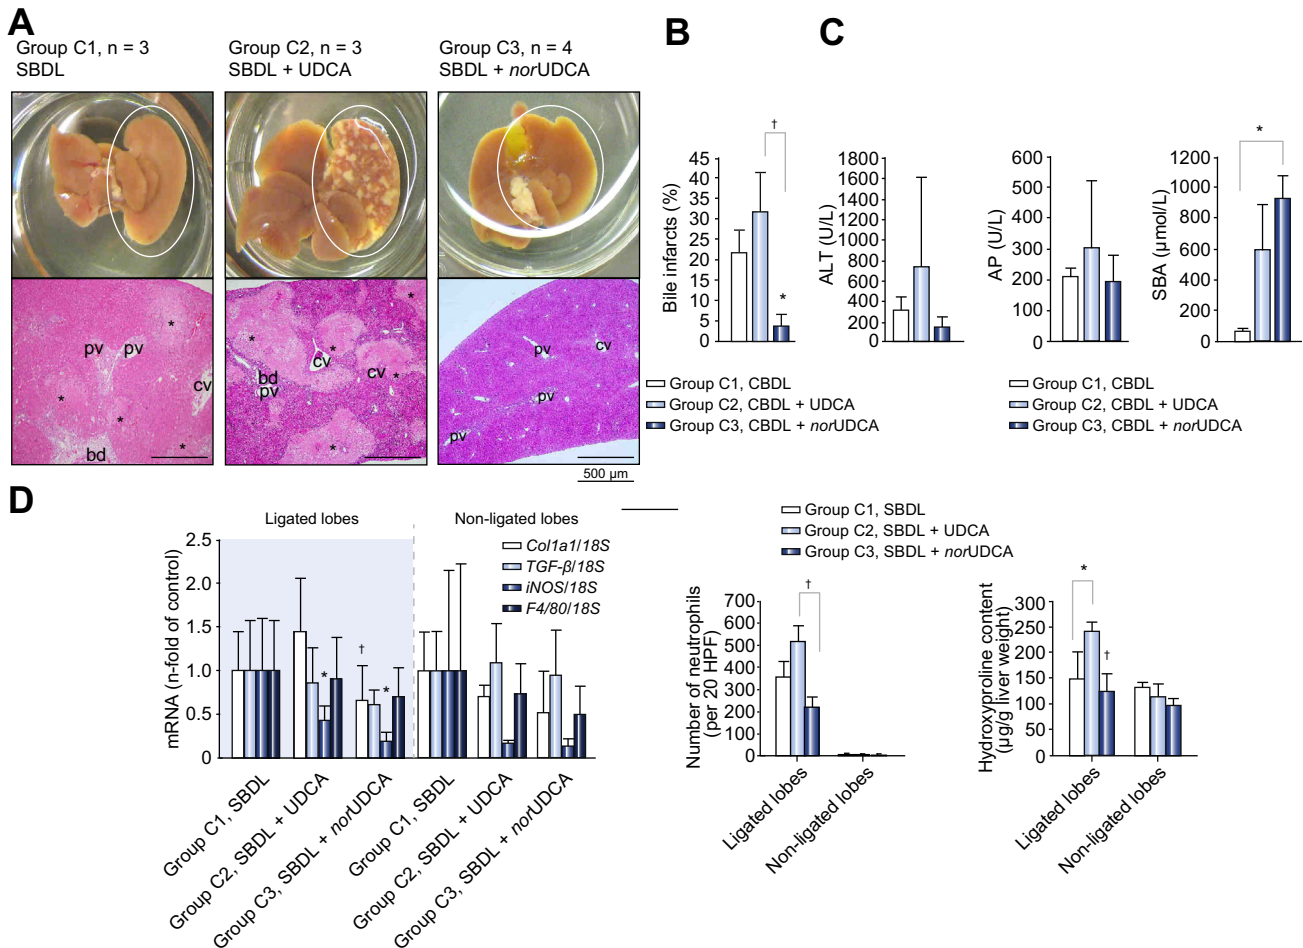 A
Group C1, n = 3
SBDL
Group C2, n = 3
SBDL + UDCA
Group C3, n = 4
SBDL + norUDCA
*
pv
pv
cv
*
*
bd
*
*
*
*
cv
cv
*
bd
pv
*
pv
cv
pv
pv
500 µm
B
†
45
40
35
30
25
20
15
10
5
0
Bile infarcts (%)
*
C
1800
1600
1400
1200
1000
800
600
400
200
0
ALT (U/L)
600
500
400
300
200
100
0
AP (U/L)
*
1200
1000
800
600
400
200
0
SBA (µmol/L)
Group C1, CBDL
Group C2, CBDL + UDCA
Group C3, CBDL + norUDCA
Group C1, CBDL
Group C2, CBDL + UDCA
Group C3, CBDL + norUDCA
D
Ligated lobes
Non-ligated lobes
2.5
2.0
1.5
1.0
0.5
0
mRNA (n-fold of control)
Col1a1/18S
TGF-β/18S
iNOS/18S
F4/80/18S
*
†
*
Group C1, SBDL
Group C2, SBDL + UDCA
Group C3, SBDL + norUDCA
Group C1, SBDL
Group C2, SBDL + UDCA
Group C3, SBDL + norUDCA
Group C1, SBDL
Group C2, SBDL + UDCA
Group C3, SBDL + norUDCA
†
700
600
500
400
300
200
100
0
Number of neutrophils
(per 20 HPF)
Ligated lobes
Non-ligated lobes
*
†
300
250
200
150
100
50
0
Hydroxyproline content
(µg/g liver weight)
Ligated lobes
Non-ligated lobes